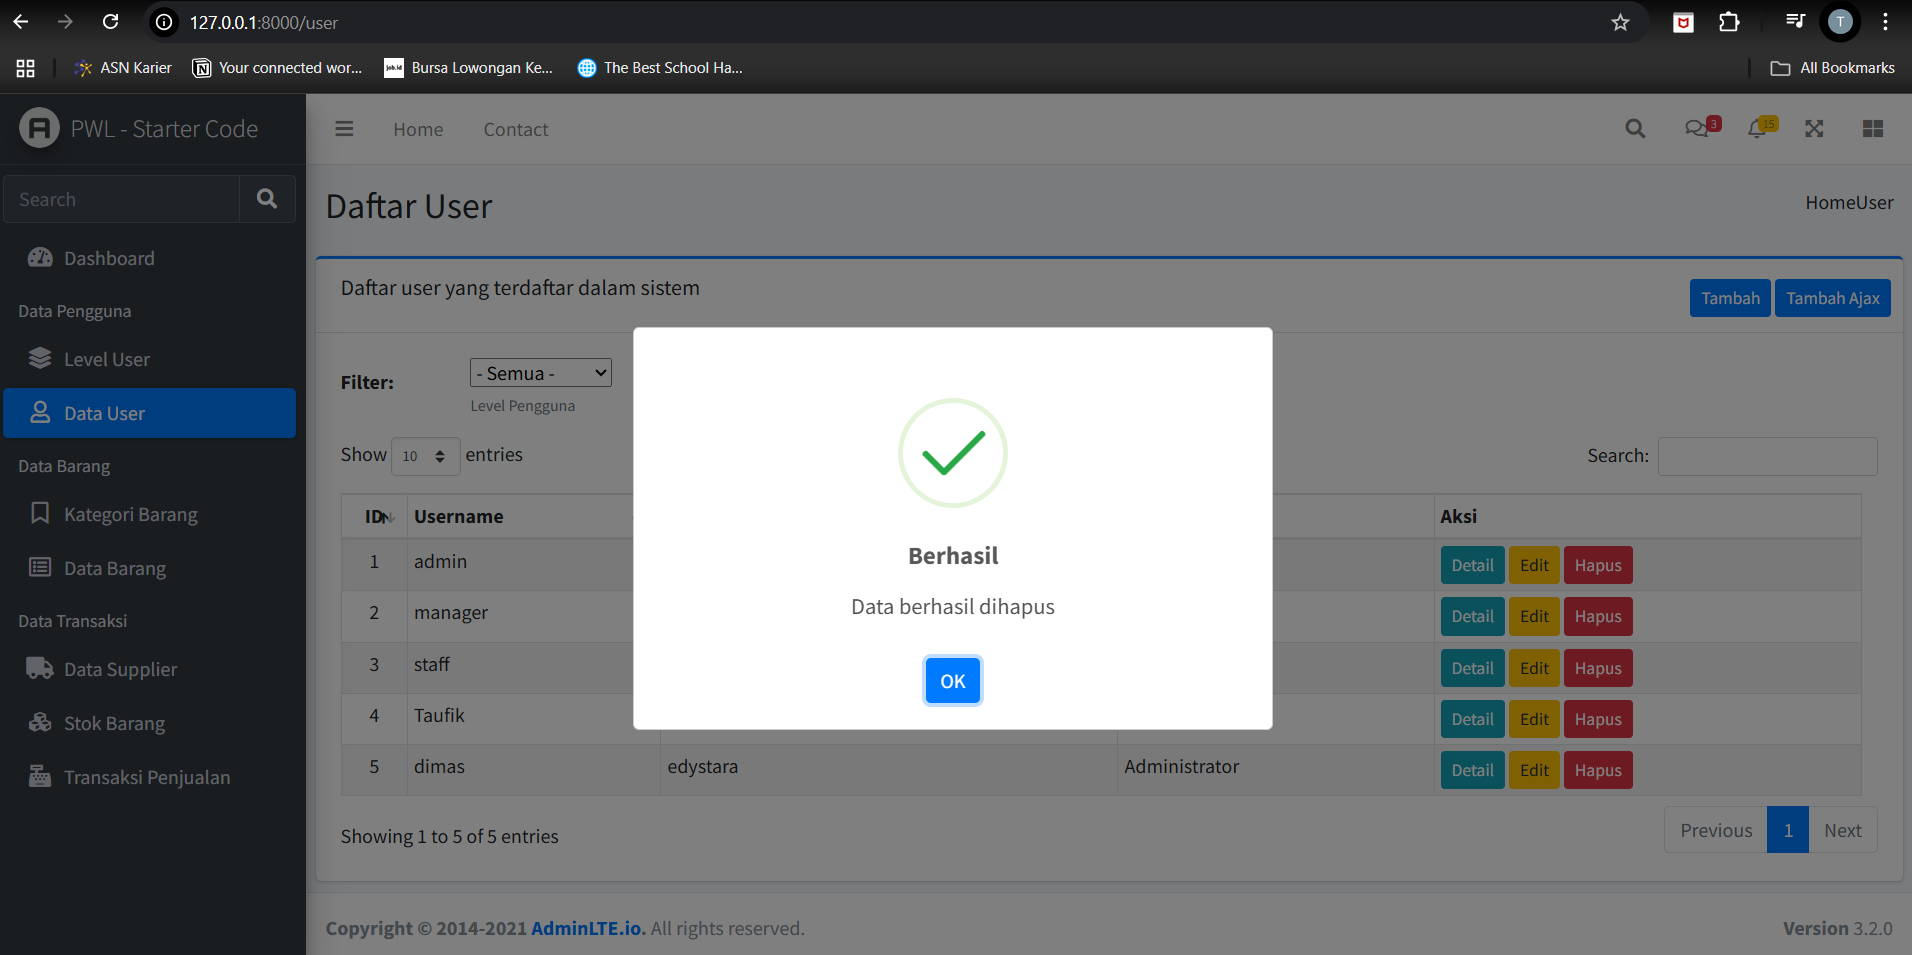 127.0.0.1:8000/user
T
ASN Karier
Your connected wor...
Bursa Lowongan Ke...
The Best School Ha...
All Bookmarks
PWL - Starter Code
Home
Contact
3
15
Search
Daftar User
HomeUser
Dashboard
Daftar user yang terdaftar dalam sistem
Tambah
Tambah Ajax
Data Pengguna
Level User
Data User
Data Barang
Kategori Barang
Data Barang
Data Transaksi
Data Supplier
Stok Barang
Transaksi Penjualan
Filter:
- Semua -
Level Pengguna
Show 10 entries
Search:
ID Username Aksi
1 admin Detail Edit Hapus
2 manager Detail Edit Hapus
3 staff Detail Edit Hapus
4 Taufik Detail Edit Hapus
5 dimas edystara Administrator Detail Edit Hapus
Berhasil
Data berhasil dihapus
OK
Showing 1 to 5 of 5 entries
Previous 1 Next
Copyright © 2014-2021 AdminLTE.io. All rights reserved.
Version 3.2.0